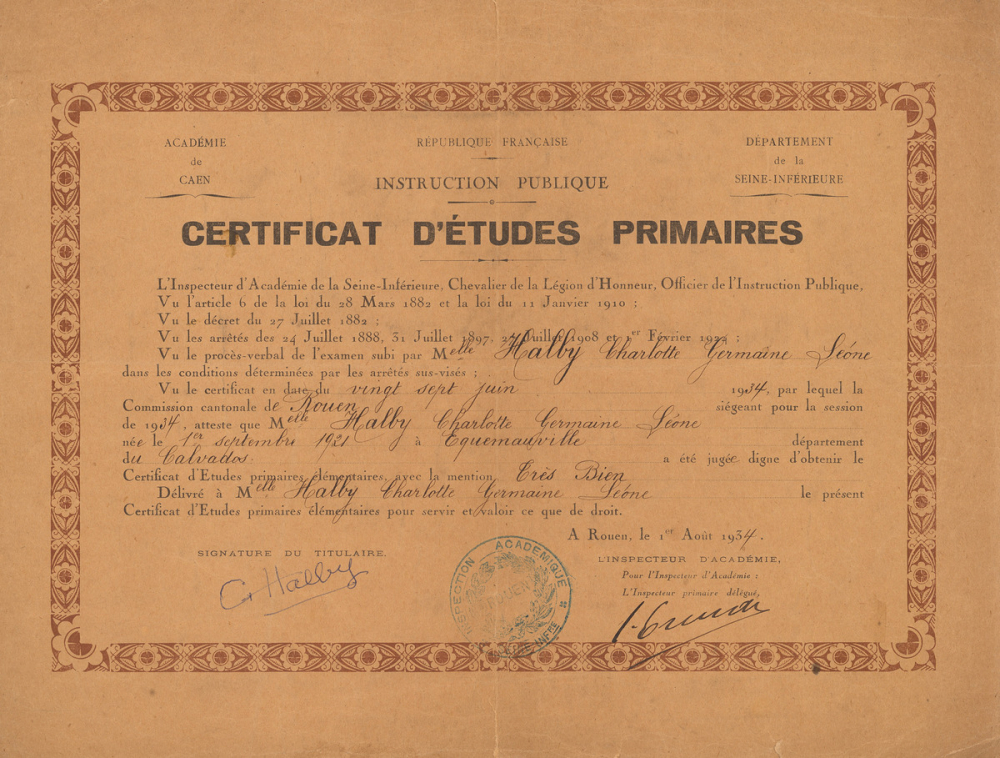 ACADÉMIE
de
CAEN
RÉPUBLIQUE FRANÇAISE
INSTRUCTION PUBLIQUE
DÉPARTEMENT
de la
SEINE-INFÉRIEURE
CERTIFICAT D'ÉTUDES PRIMAIRES
L'Inspecteur d'Académie de la Seine-Inférieure, Chevalier de la Légion d'Honneur, Officier de l'Instruction Publique,
Vu l'article 6 de la loi du 28 Mars 1882 et la loi du 11 Janvier 1910 ;
Vu le décret du 27 Juillet 1882 ;
Vu les arrêtés des 24 Juillet 1888, 31 Juillet 1897, 27 Juillet 1908 et 1er Février 1924 ;
Vu le procès-verbal de l'examen subi par Melle Halby Charlotte Germaine Léone
dans les conditions déterminées par les arrêtés sus-visés ;
Vu le certificat en date du vingt sept juin 1934, par lequel la
Commission cantonale de Rouen siégeant pour la session
de 1934, atteste que Melle Halby Charlotte Germaine Léone
née le 1er septembre 1921 à Equemauville département
du Calvados a été jugée digne d'obtenir le
Certificat d'Etudes primaires élémentaires, avec la mention Très Bien
Délivré à Melle Halby Charlotte Germaine Léone le présent
Certificat d'Etudes primaires élémentaires pour servir et valoir ce que de droit.
A Rouen, le 1er Août 1934.
SIGNATURE DU TITULAIRE.
G Halby
L'INSPECTEUR D'ACADÉMIE,
Pour l'Inspecteur d'Académie :
L'Inspecteur primaire délégué,
INSPECTION ACADEMIQUE
ROUEN